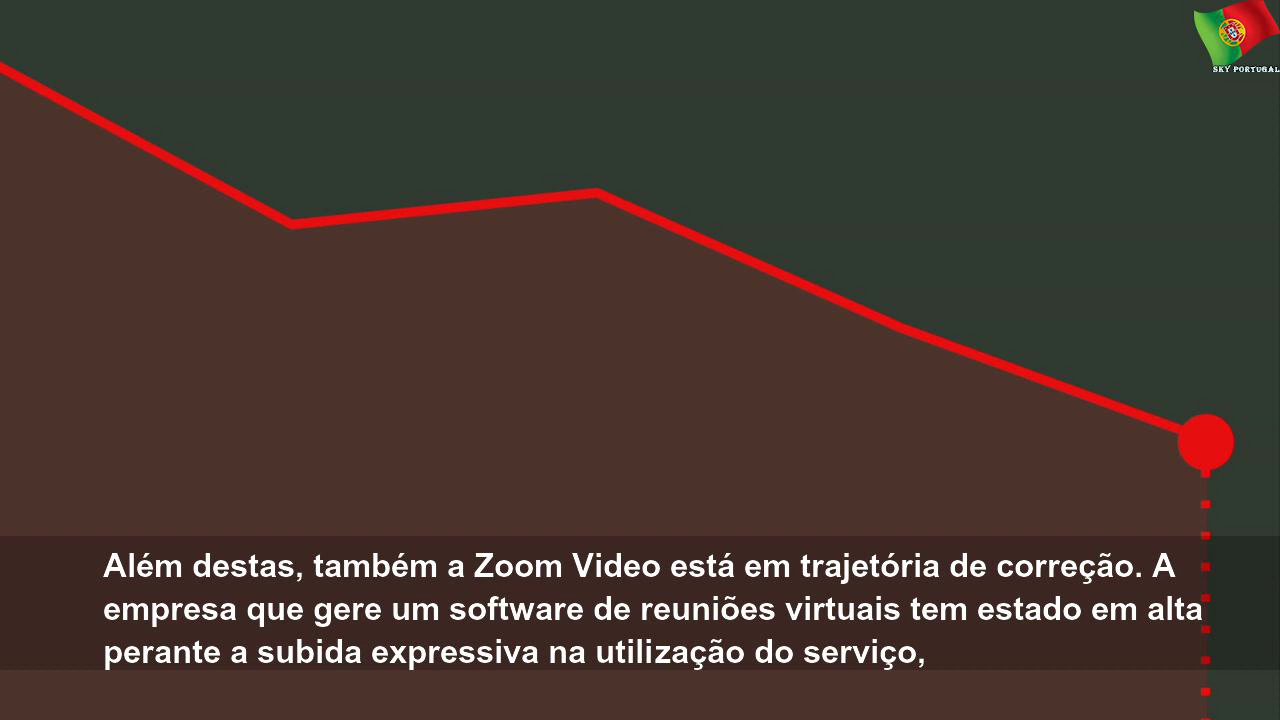 SKY PORTUGAL
Além destas, também a Zoom Video está em trajetória de correção. A
empresa que gere um software de reuniões virtuais tem estado em alta
perante a subida expressiva na utilização do serviço,